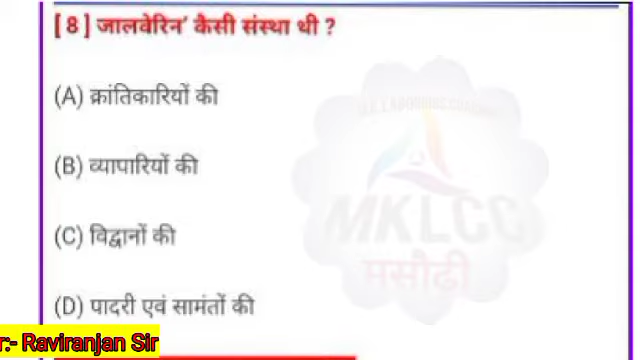 [ 8 ] जालवेरिन’ कैसी संस्था थी ?
(A) क्रांतिकारियों की
(B) व्यापारियों की
(C) विद्वानों की
(D) पादरी एवं सामंतों की
MKLCC
मसौढ़ी
r:- Raviranjan Sir